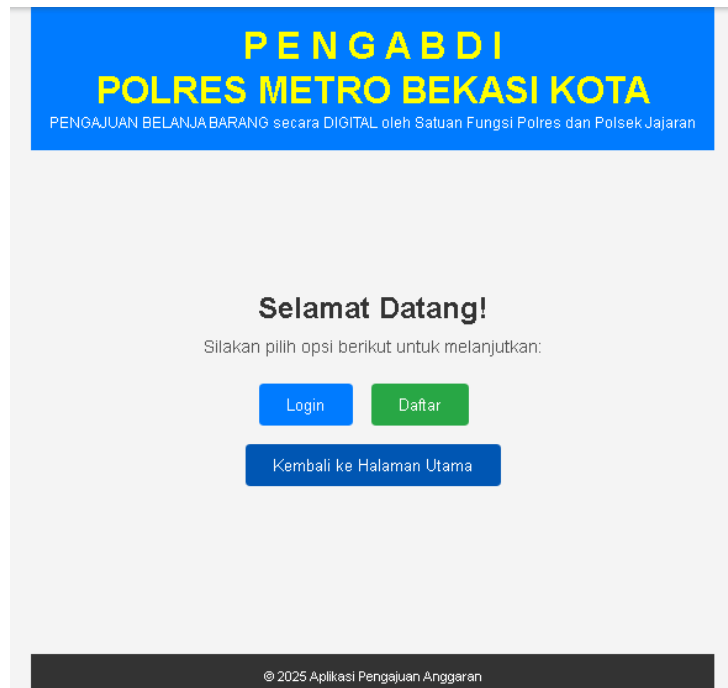 P E N G A B D I
POLRES METRO BEKASI KOTA
PENGAJUAN BELANJA BARANG secara DIGITAL oleh Satuan Fungsi Polres dan Polsek Jajaran
Selamat Datang!
Silakan pilih opsi berikut untuk melanjutkan:
Login Daftar
Kembali ke Halaman Utama
© 2025 Aplikasi Pengajuan Anggaran